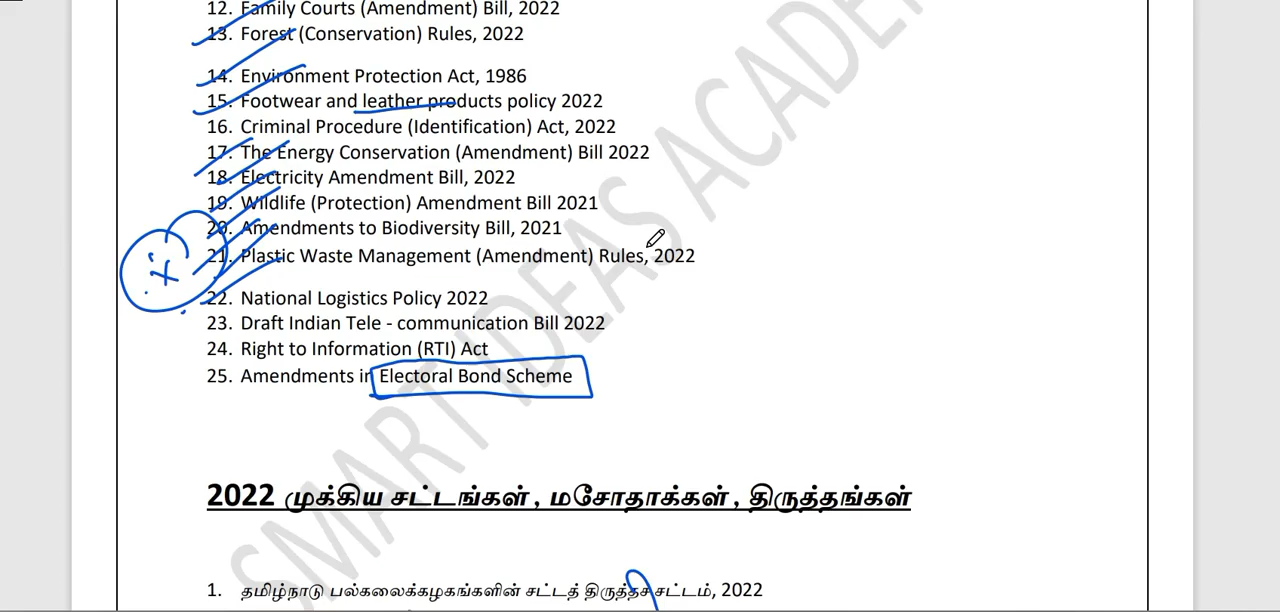 12. Family Courts (Amendment) Bill, 2022
13. Forest (Conservation) Rules, 2022
14. Environment Protection Act, 1986
15. Footwear and leather products policy 2022
16. Criminal Procedure (Identification) Act, 2022
17. The Energy Conservation (Amendment) Bill 2022
18. Electricity Amendment Bill, 2022
19. Wildlife (Protection) Amendment Bill 2021
20. Amendments to Biodiversity Bill, 2021
21. Plastic Waste Management (Amendment) Rules, 2022
22. National Logistics Policy 2022
23. Draft Indian Tele - communication Bill 2022
24. Right to Information (RTI) Act
25. Amendments in Electoral Bond Scheme
SMART IDEAS ACADE
2022 முக்கிய சட்டங்கள், மசோதாக்கள், திருத்தங்கள்
1. தமிழ்நாடு பல்கலைக்கழகங்களின் சட்டத் திருத்தச் சட்டம், 2022